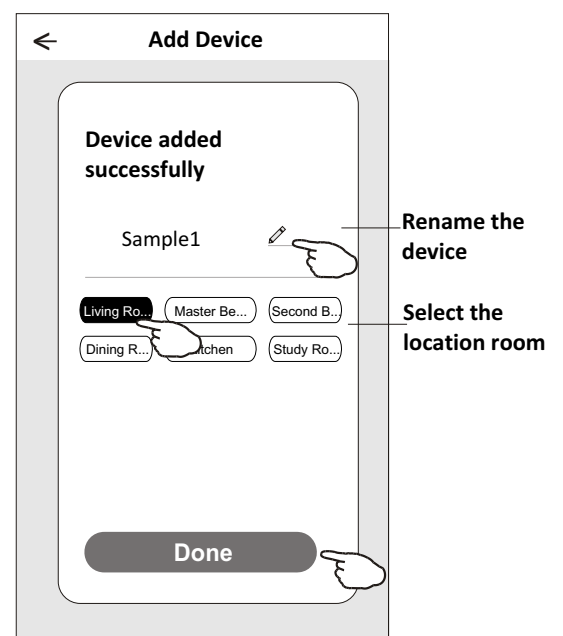 Add Device
Device added
successfully
Sample1
Rename the
device
Living Ro...
Master Be...
Second B...
Select the
location room
Dining R...
Kitchen
Study Ro...
Done